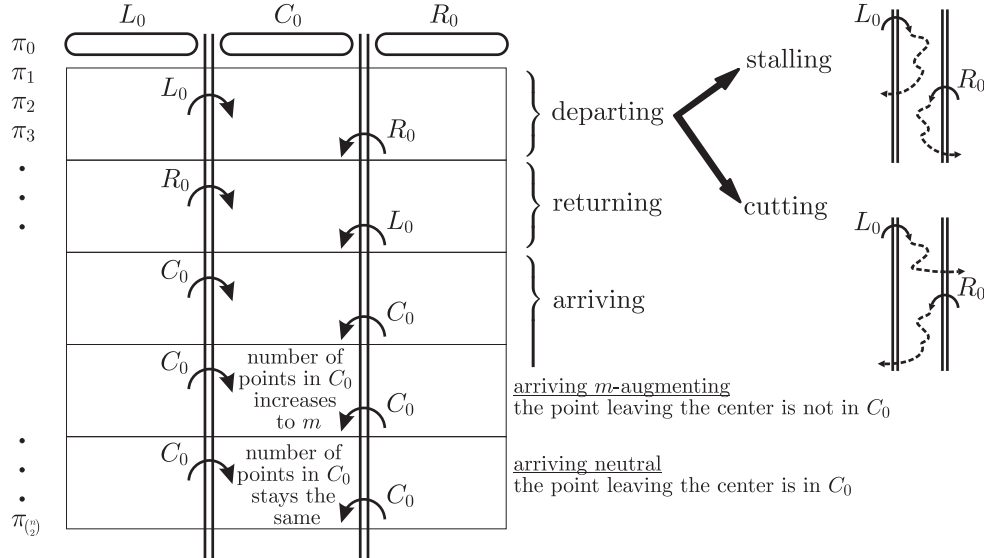 L₀ C₀ R₀
π₀
π₁
π₂
π₃
π₍ₙ₂₎
L₀
R₀
R₀
L₀
C₀
C₀
C₀
number of
points in C₀
increases
to m
C₀
C₀
number of
points in C₀
stays the
same
C₀
departing
returning
arriving
stalling
cutting
L₀
R₀
L₀
R₀
arriving m-augmenting
the point leaving the center is not in C₀
arriving neutral
the point leaving the center is in C₀